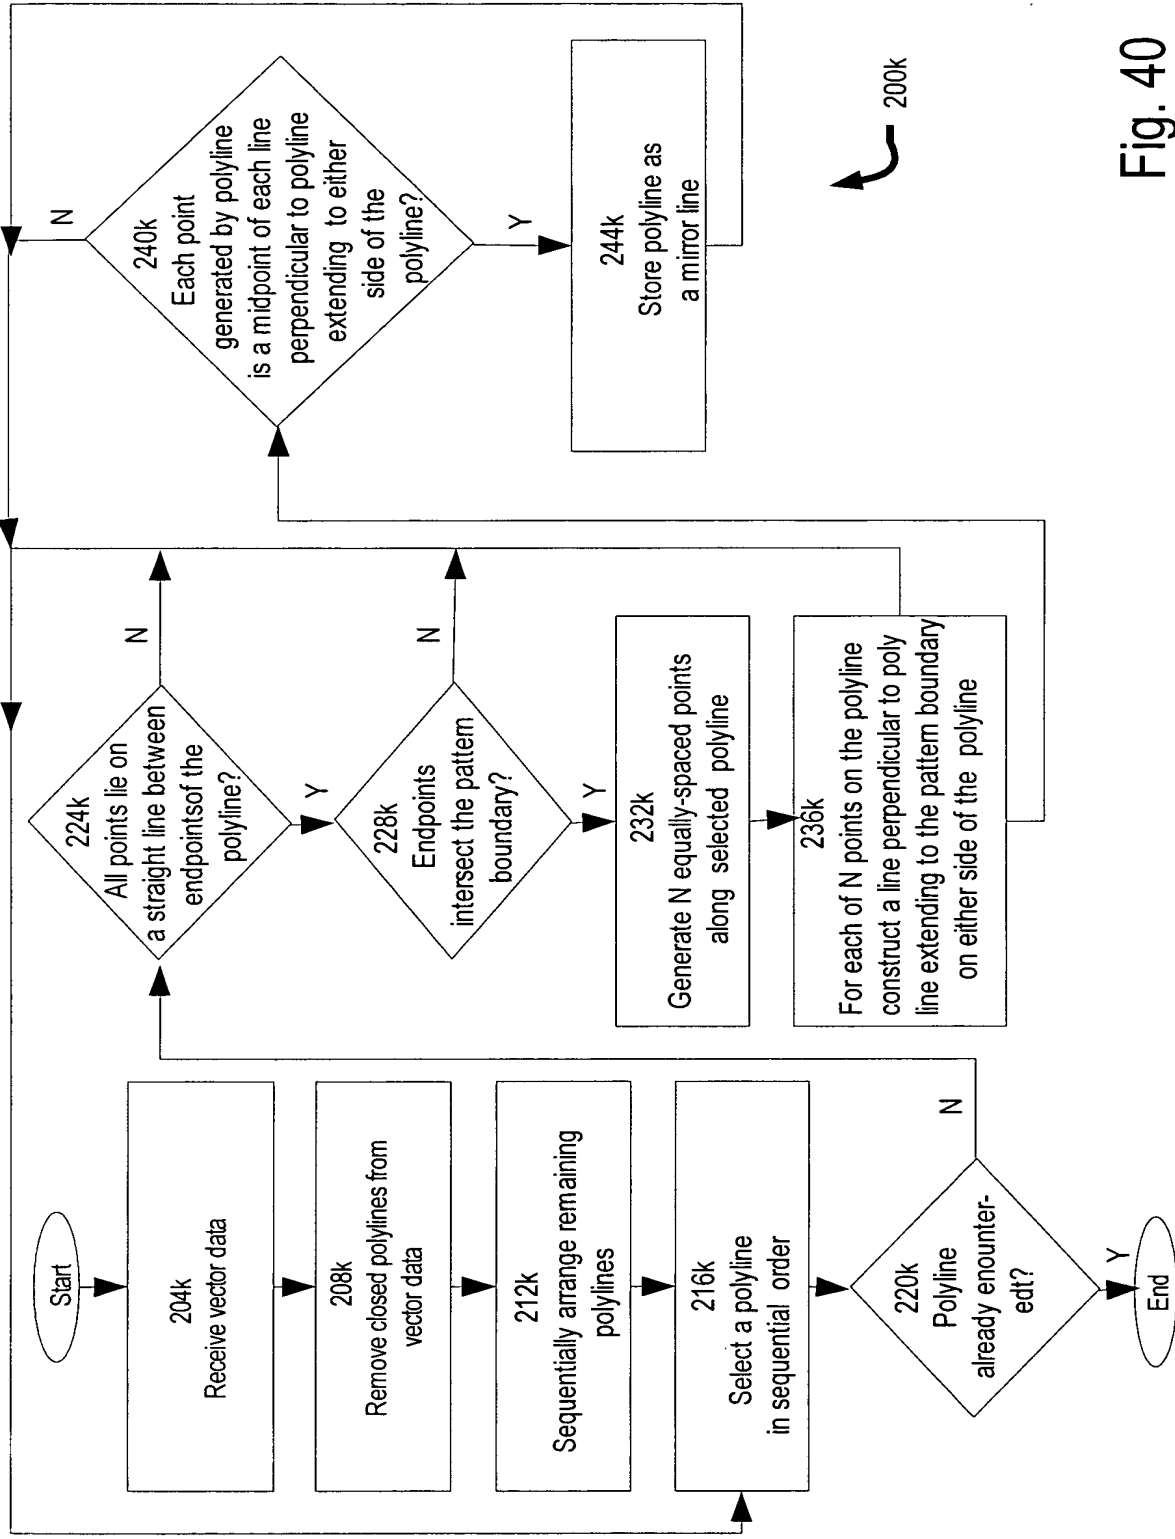 Start
204k
Receive vector data
208k
Remove closed polylines from
vector data
212k
Sequentially arrange remaining
polylines
216k
Select a polyline
in sequential order
220k
Polyline
already enounter-
edt?
N
Y
End
224k
All points lie on
a straight line between
endpointsof the
polyline?
N
Y
228k
Endpoints
intersect the pattern
boundary?
N
Y
232k
Generate N equally-spaced points
along selected polyline
236k
For each of N points on the polyline
construct a line perpendicular to poly
line extending to the pattern boundary
on either side of the polyline
240k
Each point
generated by polyline
is a midpoint of each line
perpendicular to polyline
extending to either
side of the
polyline?
N
Y
244k
Store polyline as
a mirror line
200k
Fig. 40